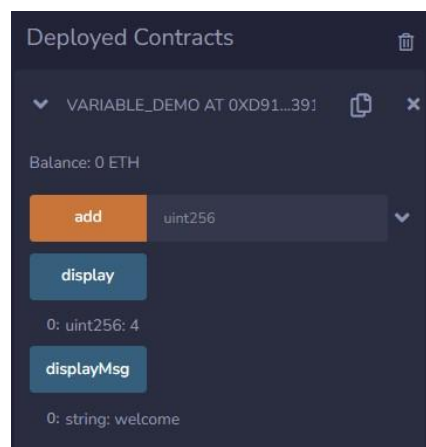 Deployed Contracts
VARIABLE_DEMO AT 0XD91...391
Balance: 0 ETH
add uint256
display
0: uint256: 4
displayMsg
0: string: welcome